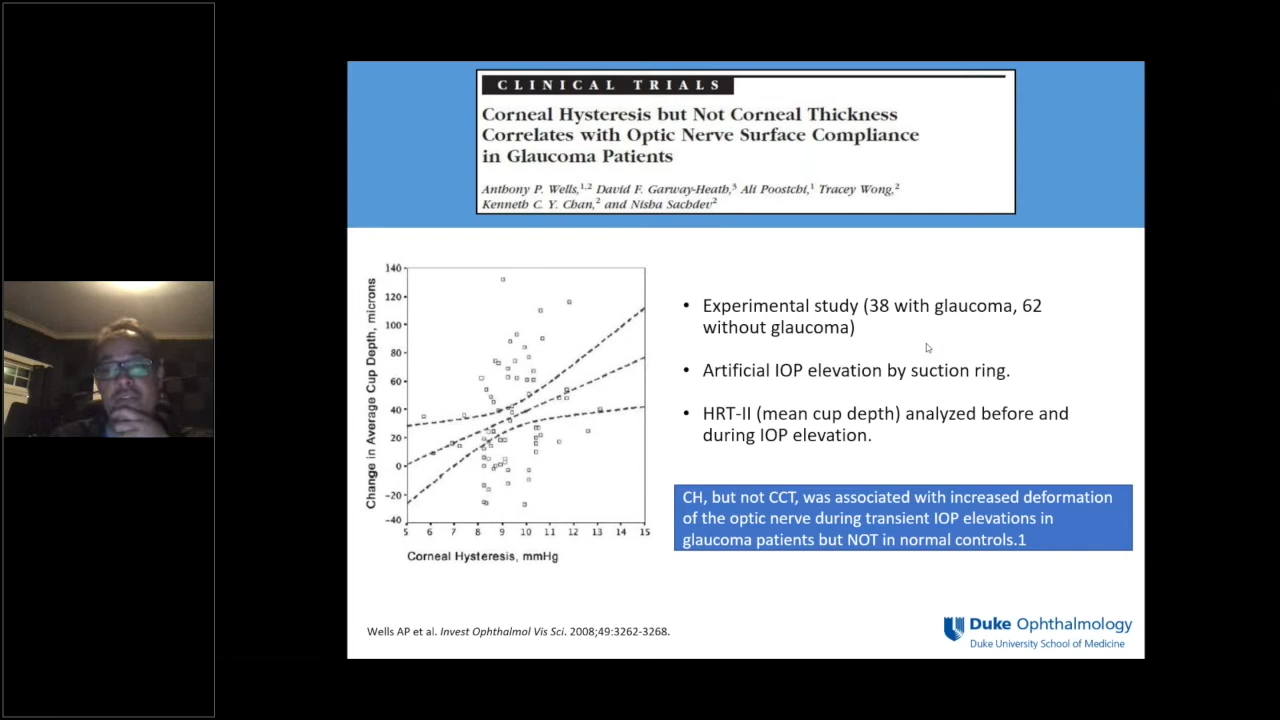 CLINICAL TRIALS
Corneal Hysteresis but Not Corneal Thickness
Correlates with Optic Nerve Surface Compliance
in Glaucoma Patients
Anthony P. Wells,1,2 David F. Garway-Heath,3 Ali Poostchi,1 Tracey Wong,2
Kenneth C. Y. Chan,2 and Nisha Sachdev2
Change in Average Cup Depth, microns
140
120
100
80
60
40
20
0
-20
-40
5 6 7 8 9 10 11 12 13 14 15
Corneal Hysteresis, mmHg
• Experimental study (38 with glaucoma, 62
without glaucoma)
• Artificial IOP elevation by suction ring.
• HRT-II (mean cup depth) analyzed before and
during IOP elevation.
CH, but not CCT, was associated with increased deformation
of the optic nerve during transient IOP elevations in
glaucoma patients but NOT in normal controls.1
Wells AP et al. Invest Ophthalmol Vis Sci. 2008;49:3262-3268.
Duke Ophthalmology
Duke University School of Medicine